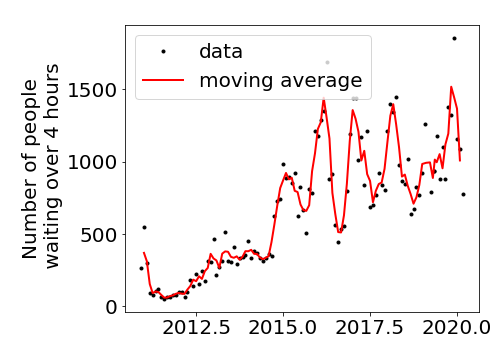 data
moving average
Number of people
waiting over 4 hours
1500
1000
500
0
2012.5 2015.0 2017.5 2020.0